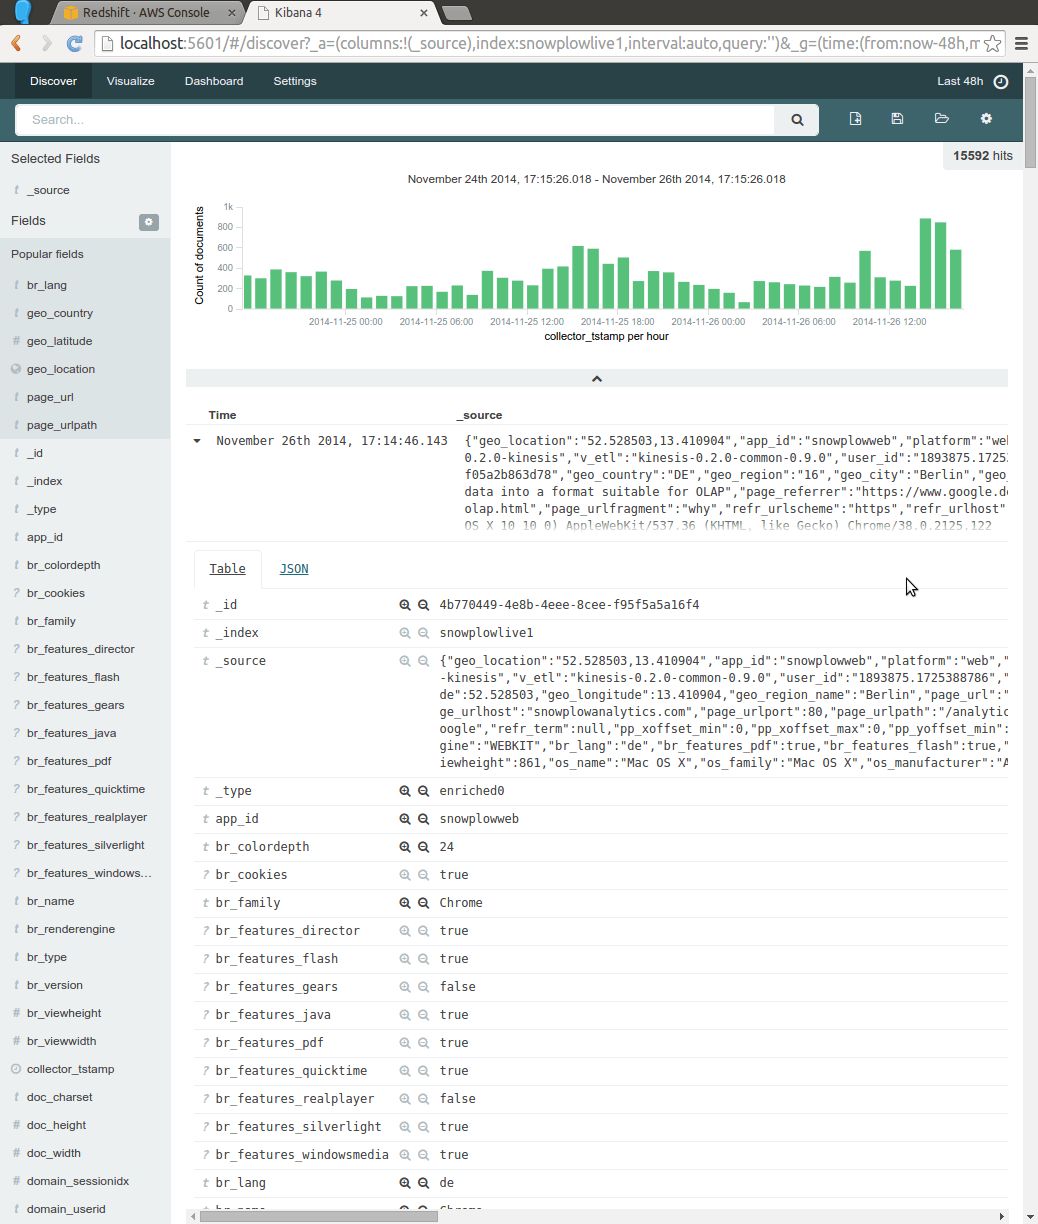 Redshift · AWS Console
Kibana 4
localhost:5601/#/discover?_a=(columns:!(_source),index:snowplowlive1,interval:auto,query:'')&_g=(time:(from:now-48h,m
Discover
Visualize
Dashboard
Settings
Last 48h
Search...
15592 hits
Selected Fields
t _source
Fields
Popular fields
t br_lang
t geo_country
# geo_latitude
geo_location
t page_url
t page_urlpath
t _id
t _index
t _type
t app_id
t br_colordepth
? br_cookies
t br_family
? br_features_director
? br_features_flash
? br_features_gears
? br_features_java
? br_features_pdf
? br_features_quicktime
? br_features_realplayer
? br_features_silverlight
? br_features_windows...
t br_name
t br_renderengine
t br_type
t br_version
# br_viewheight
# br_viewwidth
collector_tstamp
t doc_charset
# doc_height
# doc_width
# domain_sessionidx
t domain_userid
November 24th 2014, 17:15:26.018 - November 26th 2014, 17:15:26.018
Count of documents
1k
800
600
400
200
0
2014-11-25 00:00
2014-11-25 06:00
2014-11-25 12:00
2014-11-25 18:00
2014-11-26 00:00
2014-11-26 06:00
2014-11-26 12:00
collector_tstamp per hour
Time
_source
November 26th 2014, 17:14:46.143
{"geo_location":"52.528503,13.410904","app_id":"snowplowweb","platform":"we
0.2.0-kinesis","v_etl":"kinesis-0.2.0-common-0.9.0","user_id":"1893875.1725
f05a2b863d78","geo_country":"DE","geo_region":"16","geo_city":"Berlin","geo_
data into a format suitable for OLAP","page_referrer":"https://www.google.de
olap.html","page_urlfragment":"why","refr_urlscheme":"https","refr_urlhost"
OS X 10_10_0) AppleWebKit/537.36 (KHTML, like Gecko) Chrome/38.0.2125.122
Table
JSON
t _id 4b770449-4e8b-4eee-8cee-f95f5a5a16f4
t _index snowplowlive1
t _source {"geo_location":"52.528503,13.410904","app_id":"snowplowweb","platform":"web","
-kinesis","v_etl":"kinesis-0.2.0-common-0.9.0","user_id":"1893875.1725388786","
de":52.528503,"geo_longitude":13.410904,"geo_region_name":"Berlin","page_url":"
ge_urlhost":"snowplowanalytics.com","page_urlport":80,"page_urlpath":"/analytic
oogle","refr_term":null,"pp_xoffset_min":0,"pp_xoffset_max":0,"pp_yoffset_min":
gine":"WEBKIT","br_lang":"de","br_features_pdf":true,"br_features_flash":true,"
iewheight":861,"os_name":"Mac OS X","os_family":"Mac OS X","os_manufacturer":"A
t _type enriched0
t app_id snowplowweb
t br_colordepth 24
? br_cookies true
t br_family Chrome
? br_features_director true
? br_features_flash true
? br_features_gears false
? br_features_java true
? br_features_pdf true
? br_features_quicktime true
? br_features_realplayer false
? br_features_silverlight true
? br_features_windowsmedia true
t br_lang de
t br_name Chrome